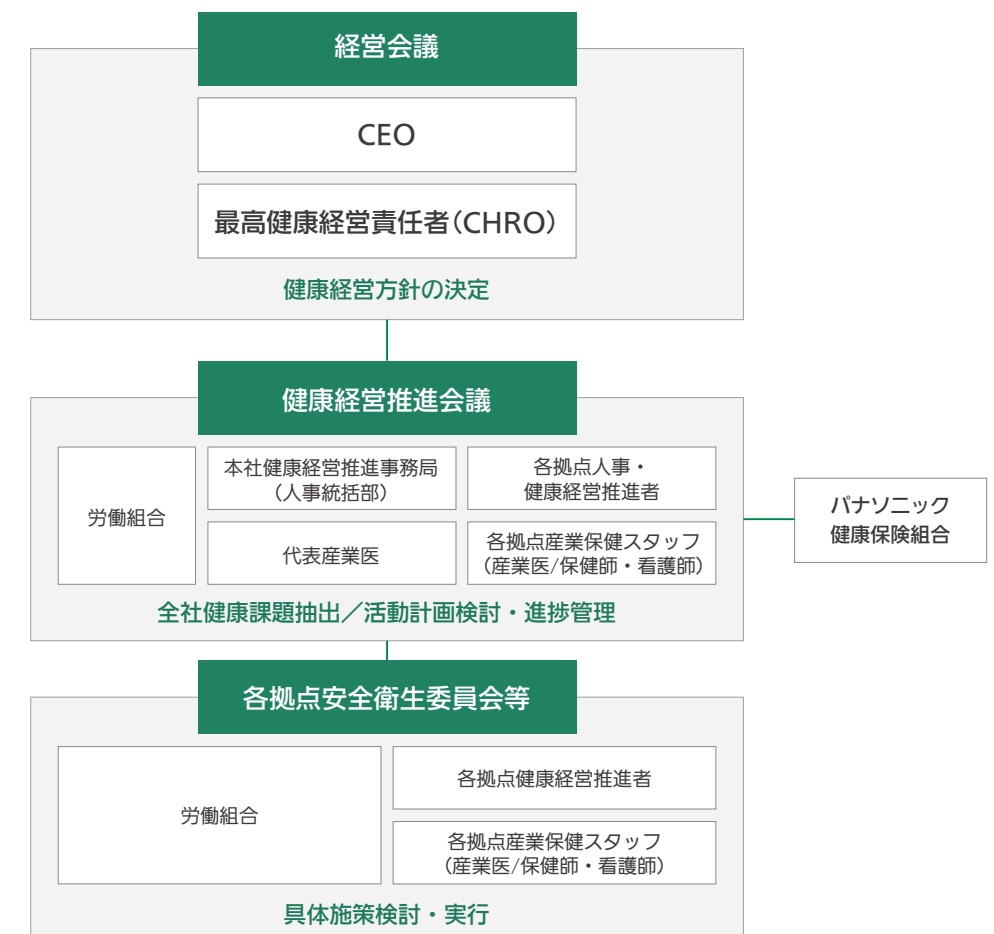 経営会議
CEO
最高健康経営責任者(CHRO)
健康経営方針の決定
健康経営推進会議
労働組合
本社健康経営推進事務局
(人事統括部)
各拠点人事・
健康経営推進者
代表産業医
各拠点産業保健スタッフ
(産業医/保健師・看護師)
全社健康課題抽出／活動計画検討・進捗管理
パナソニック
健康保険組合
各拠点安全衛生委員会等
労働組合
各拠点健康経営推進者
各拠点産業保健スタッフ
(産業医/保健師・看護師)
具体施策検討・実行